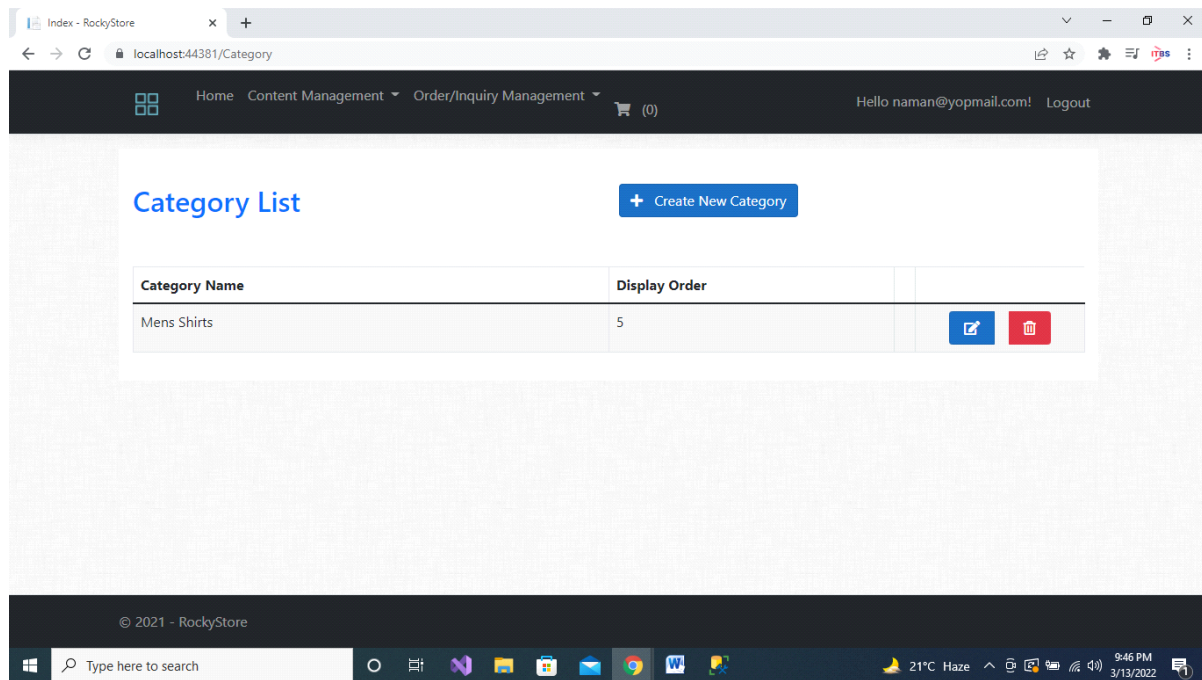 Index - RockyStore
localhost:44381/Category
Home Content Management Order/Inquiry Management (0) Hello naman@yopmail.com! Logout
Category List
Create New Category
Category Name Display Order
Mens Shirts 5
© 2021 - RockyStore
Type here to search
21°C Haze
9:46 PM
3/13/2022
ITBS
W
1